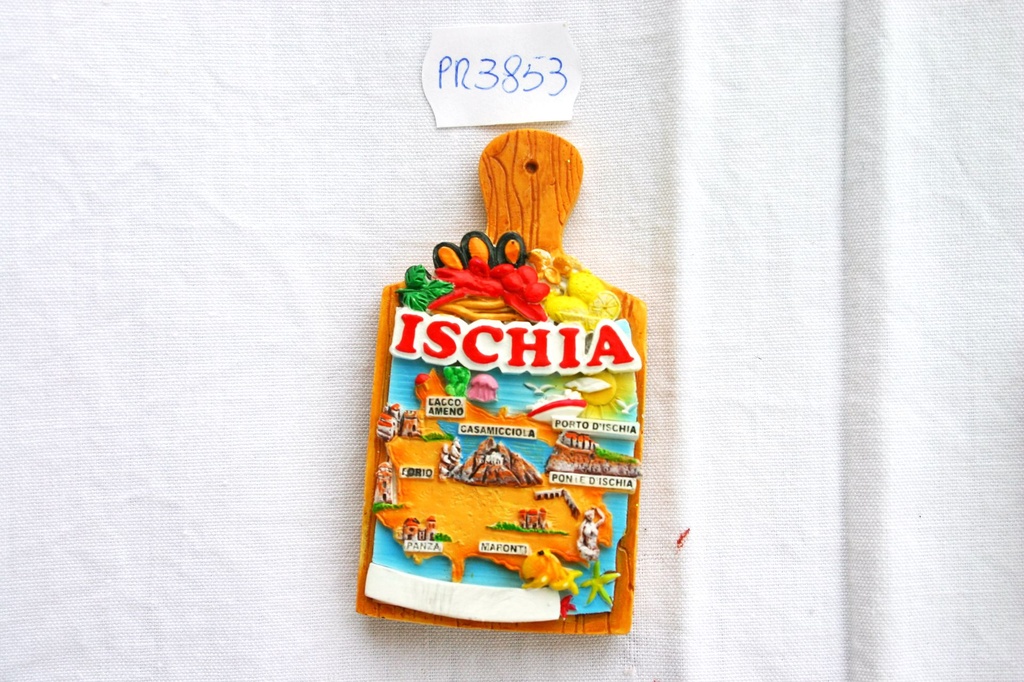 PR3853
ISCHIA
LACCO
AMENO
CASAMICCIOLA
PORTO D'ISCHIA
FORIO
PONTE D'ISCHIA
PANZA
MARONTI